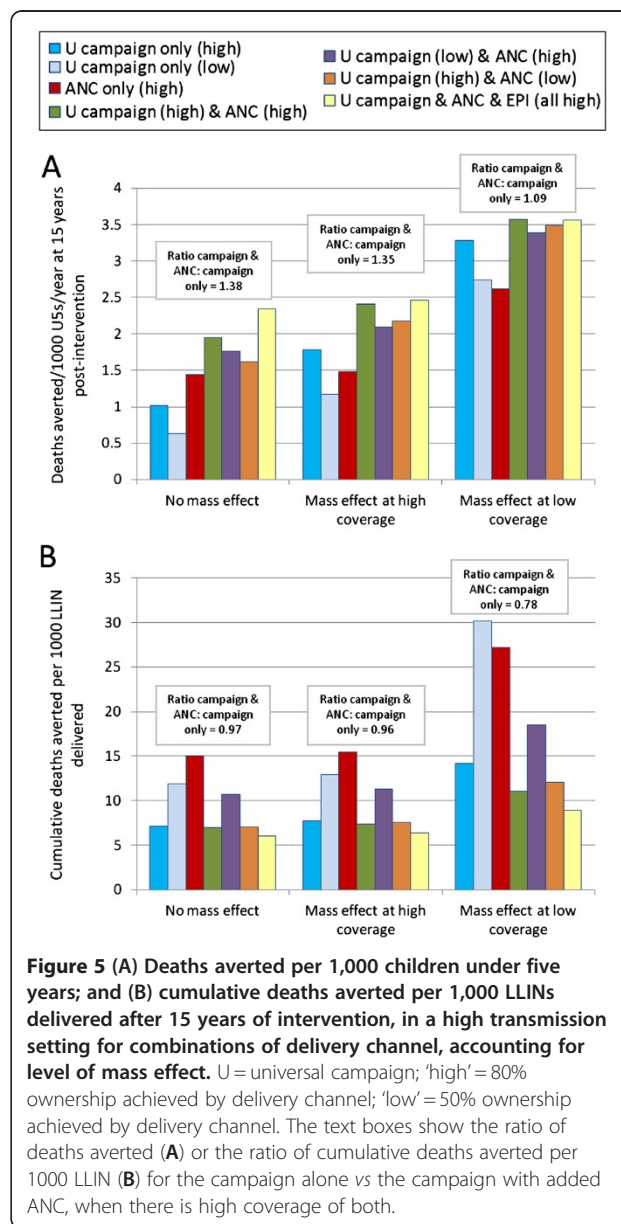 U campaign only (high)
U campaign only (low)
ANC only (high)
U campaign (high) & ANC (high)
U campaign (low) & ANC (high)
U campaign (high) & ANC (low)
U campaign & ANC & EPI (all high)
A
Deaths averted/1000 U5s/year at 15 years
post-intervention
4
3.5
3
2.5
2
1.5
1
0.5
0
Ratio campaign &
ANC: campaign
only = 1.38
Ratio campaign &
ANC: campaign
only = 1.35
Ratio campaign &
ANC: campaign
only = 1.09
No mass effect
Mass effect at high
coverage
Mass effect at low
coverage
B
Cumulative deaths averted per 1000 LLIN
delivered
35
30
25
20
15
10
5
0
Ratio campaign &
ANC: campaign
only = 0.97
Ratio campaign &
ANC: campaign
only = 0.96
Ratio campaign &
ANC: campaign
only = 0.78
No mass effect
Mass effect at high
coverage
Mass effect at low
coverage
Figure 5 (A) Deaths averted per 1,000 children under five
years; and (B) cumulative deaths averted per 1,000 LLINs
delivered after 15 years of intervention, in a high transmission
setting for combinations of delivery channel, accounting for
level of mass effect. U = universal campaign; ‘high’ = 80%
ownership achieved by delivery channel; ‘low’ = 50% ownership
achieved by delivery channel. The text boxes show the ratio of
deaths averted (A) or the ratio of cumulative deaths averted per
1000 LLIN (B) for the campaign alone vs the campaign with added
ANC, when there is high coverage of both.